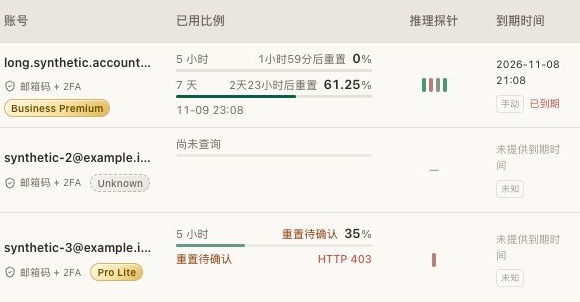 账号 已用比例 推理探针 到期时间
long.synthetic.account...
邮箱码 + 2FA
Business Premium
5 小时 1小时59分后重置 0%
7 天 2天23小时后重置 61.25%
11-09 23:08
2026-11-08
21:08
手动 已到期
synthetic-2@example.i...
邮箱码 + 2FA Unknown
尚未查询
—
未提供到期时
间
未知
synthetic-3@example.i...
邮箱码 + 2FA Pro Lite
5 小时 重置待确认 35%
重置待确认 HTTP 403
未提供到期时
间
未知